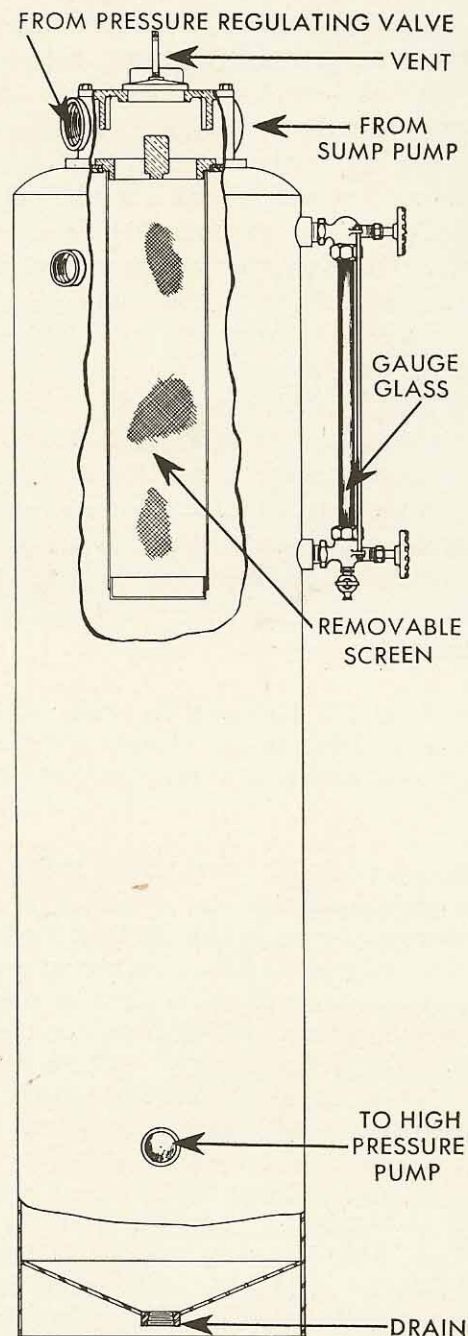 FROM PRESSURE REGULATING VALVE
VENT
FROM
SUMP PUMP
GAUGE
GLASS
REMOVABLE
SCREEN
TO HIGH
PRESSURE
PUMP
DRAIN